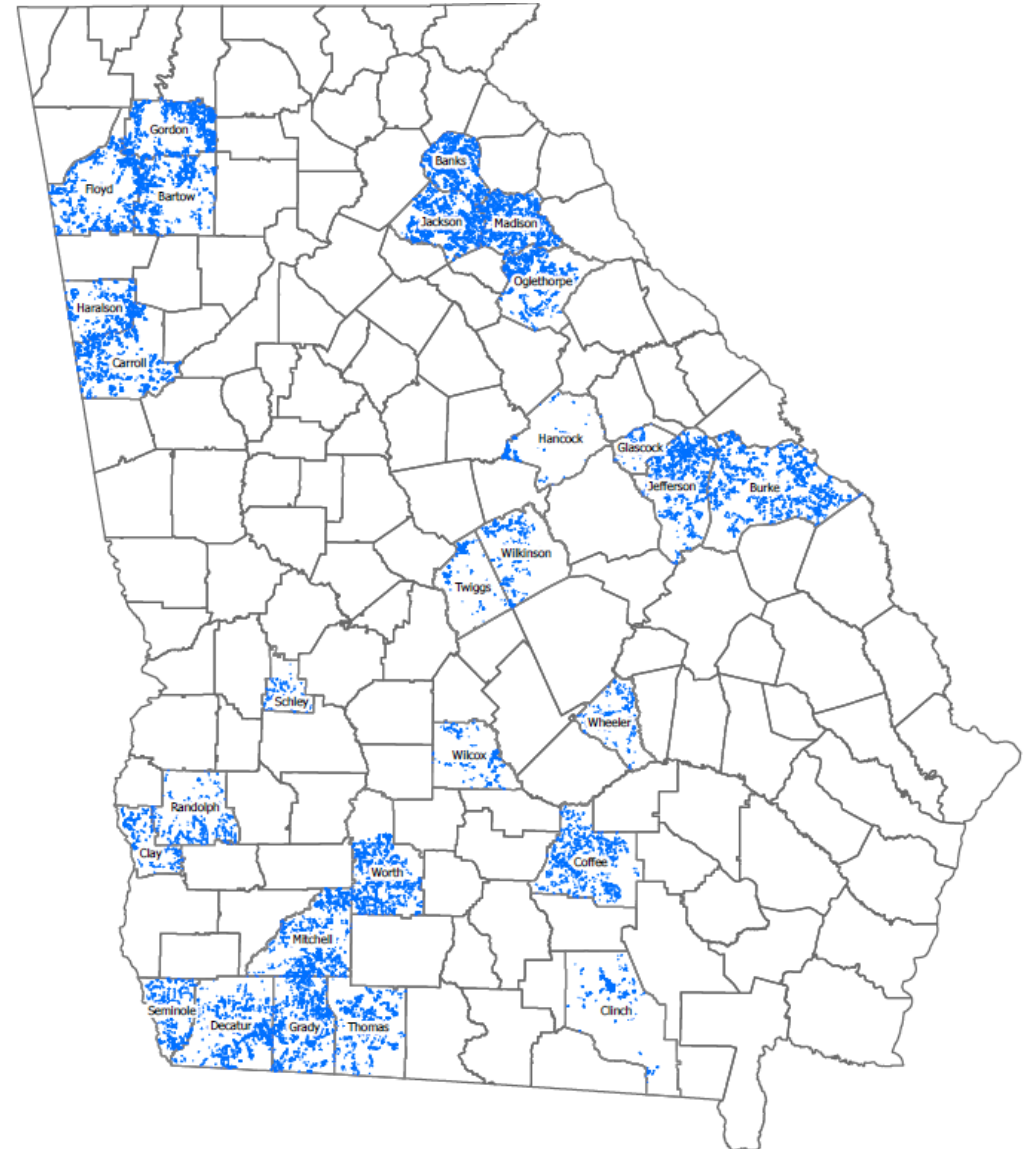 Gordon
Banks
Floyd
Bartow
Jackson
Madison
Oglethorpe
Haralson
Carroll
Hancock
Glascock
Jefferson
Burke
Wilkinson
Twiggs
Schley
Wheeler
Wilcox
Randolph
Clay
Coffee
Worth
Mitchell
Seminole
Clinch
Decatur
Grady
Thomas